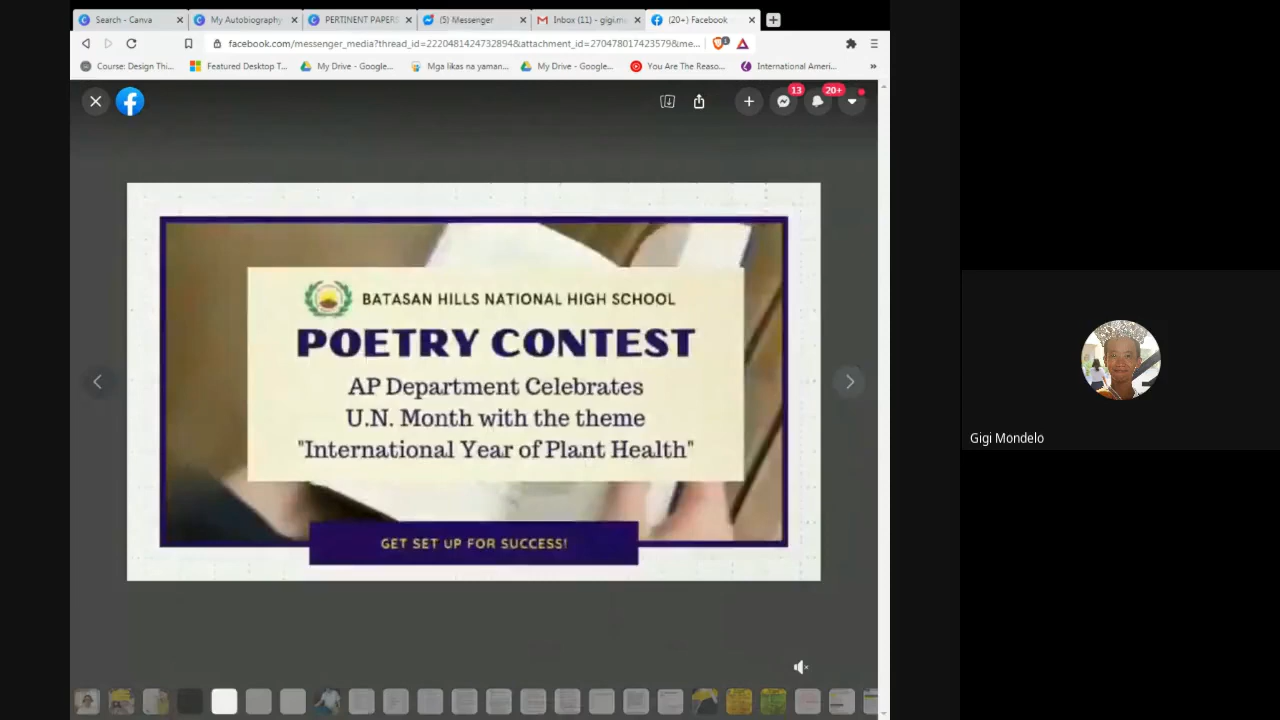 Search - Canva
My Autobiography
PERTINENT PAPERS
(5) Messenger
Inbox (11) - gigi.m
(20+) Facebook
facebook.com/messenger_media?thread_id=2220481424732894&attachment_id=270478017423579&me...
Course: Design Thi...
Featured Desktop T...
My Drive - Google...
Mga likas na yaman...
My Drive - Google...
You Are The Reaso...
International Ameri...
13
20+
BATASAN HILLS NATIONAL HIGH SCHOOL
POETRY CONTEST
AP Department Celebrates
U.N. Month with the theme
"International Year of Plant Health"
GET SET UP FOR SUCCESS!
Gigi Mondelo